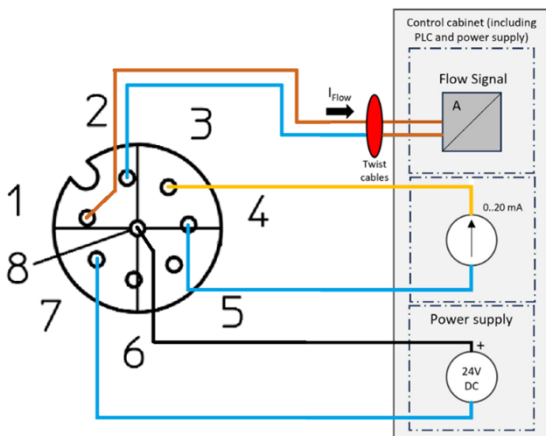 Control cabinet (including
PLC and power supply)
Flow Signal
A
I Flow
Twist
cables
0..20 mA
Power supply
+
24V
DC
1
2
3
4
5
6
7
8